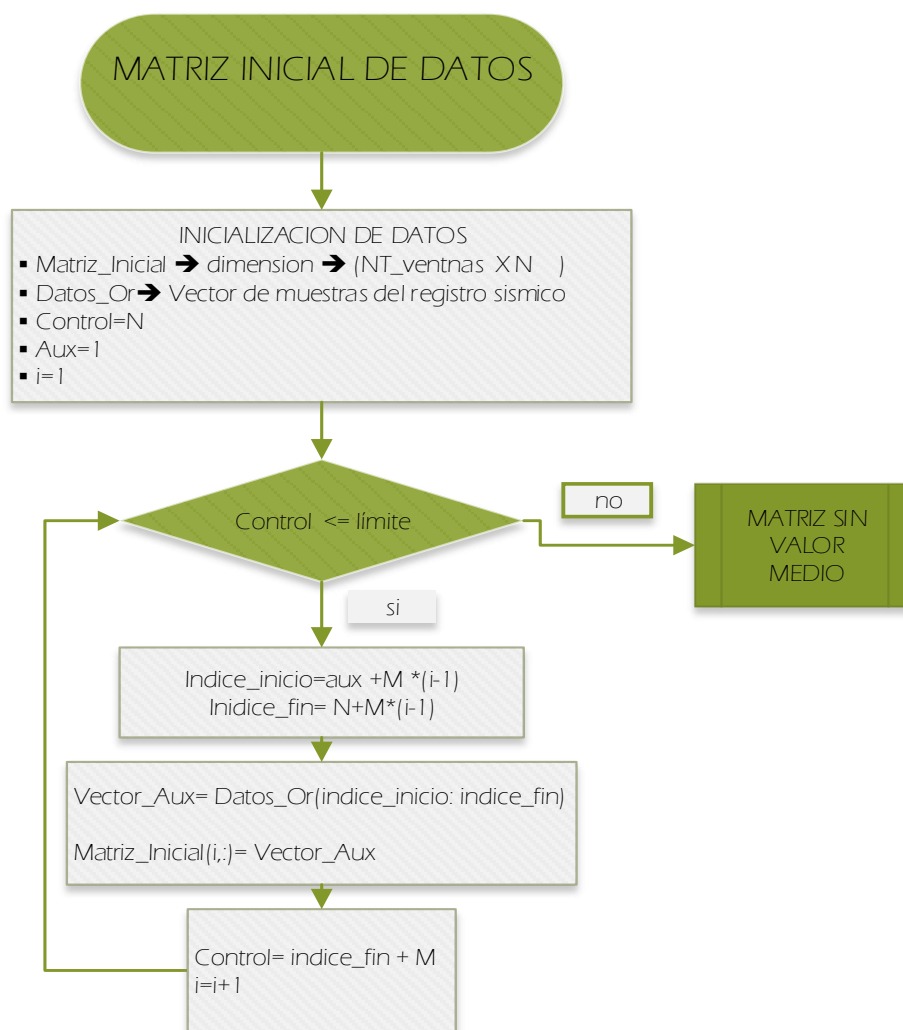 MATRIZ INICIAL DE DATOS
INICIALIZACION DE DATOS
▪ Matriz_Inicial ➔ dimension ➔ (NT_ventnas X N )
▪ Datos_Or➔ Vector de muestras del registro sismico
▪ Control=N
▪ Aux=1
▪ i=1
Control <= límite
no
MATRIZ SIN
VALOR
MEDIO
si
Indice_inicio=aux +M *(i-1)
Inidice_fin= N+M*(i-1)
Vector_Aux= Datos_Or(indice_inicio: indice_fin)
Matriz_Inicial(i,:)= Vector_Aux
Control= indice_fin + M
i=i+1